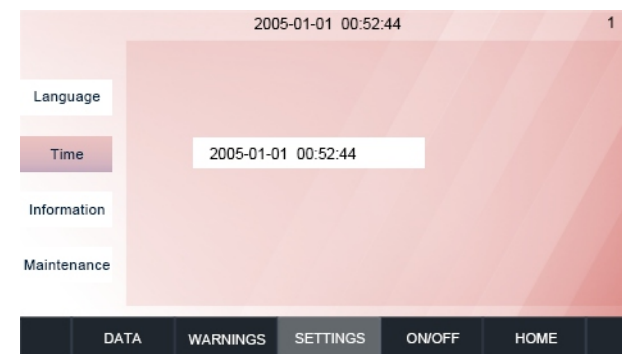 2005-01-01 00:52:44 1
Language
Time
2005-01-01 00:52:44
Information
Maintenance
DATA WARNINGS SETTINGS ON/OFF HOME